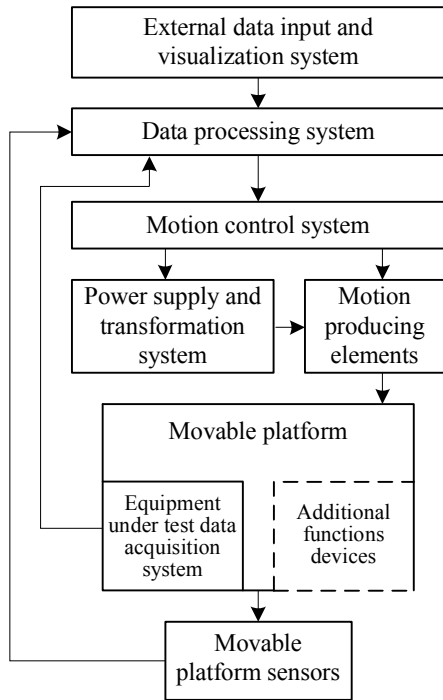 External data input and
visualization system
Data processing system
Motion control system
Power supply and
transformation
system
Motion
producing
elements
Movable platform
Equipment
under test data
acquisition
system
Additional
functions
devices
Movable
platform sensors